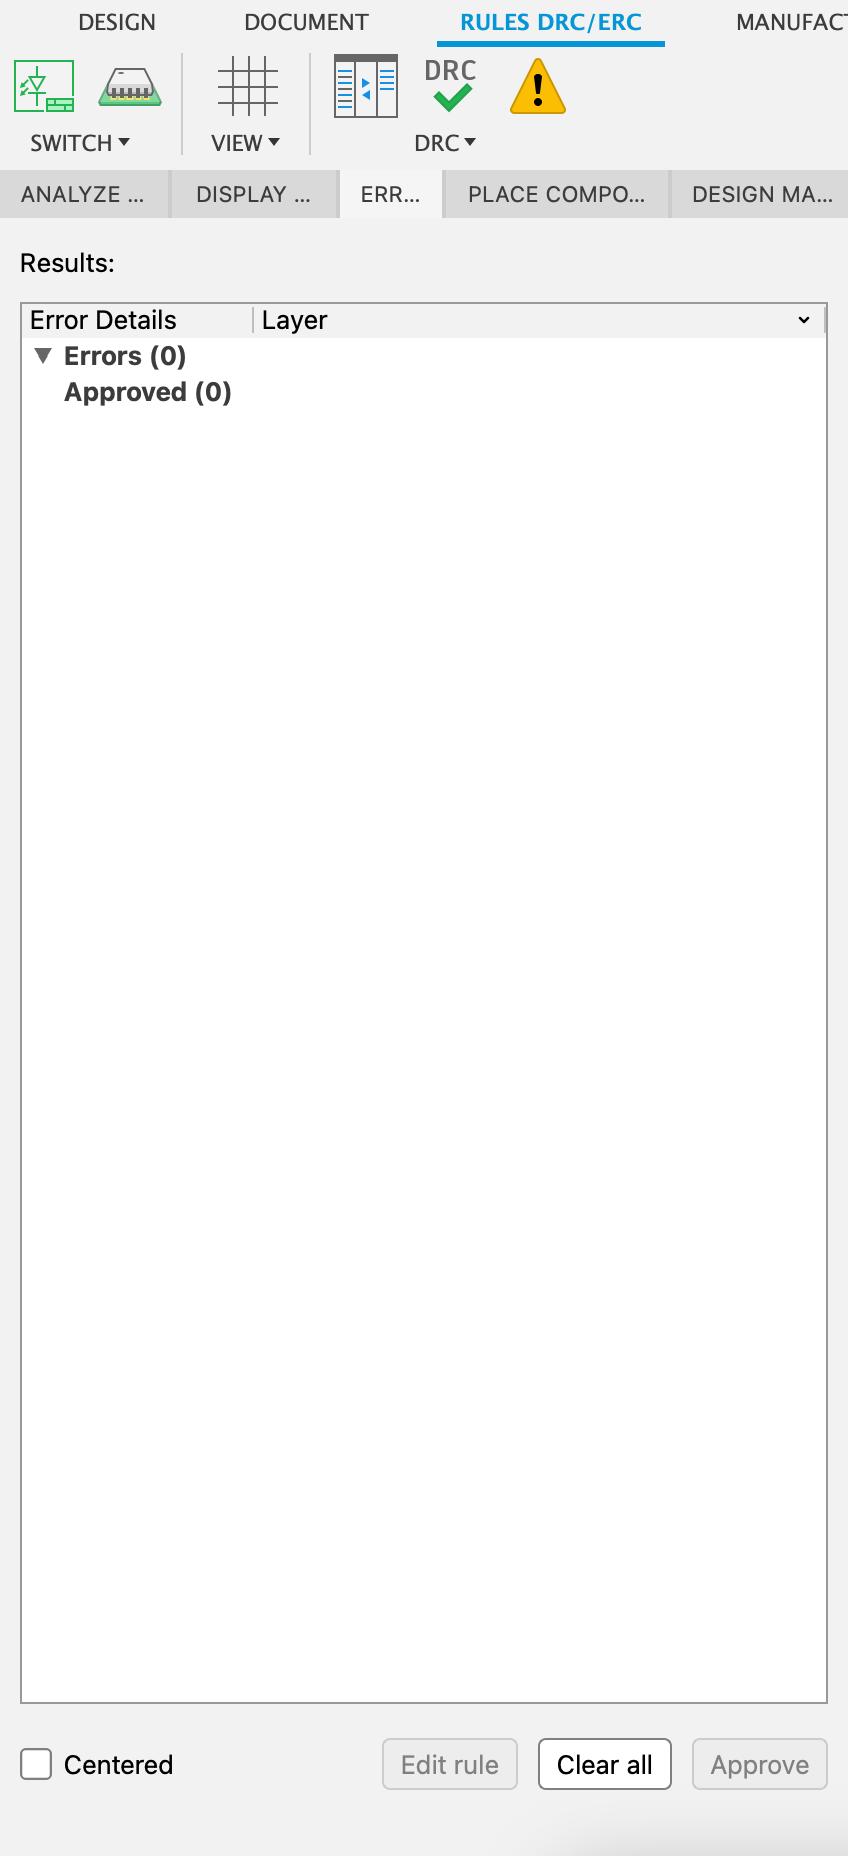 DESIGN DOCUMENT RULES DRC/ERC MANUFACT
DRC
SWITCH VIEW DRC
ANALYZE ... DISPLAY ... ERR... PLACE COMPO... DESIGN MA...
Results:
Error Details Layer
Errors (0)
Approved (0)
Centered Edit rule Clear all Approve